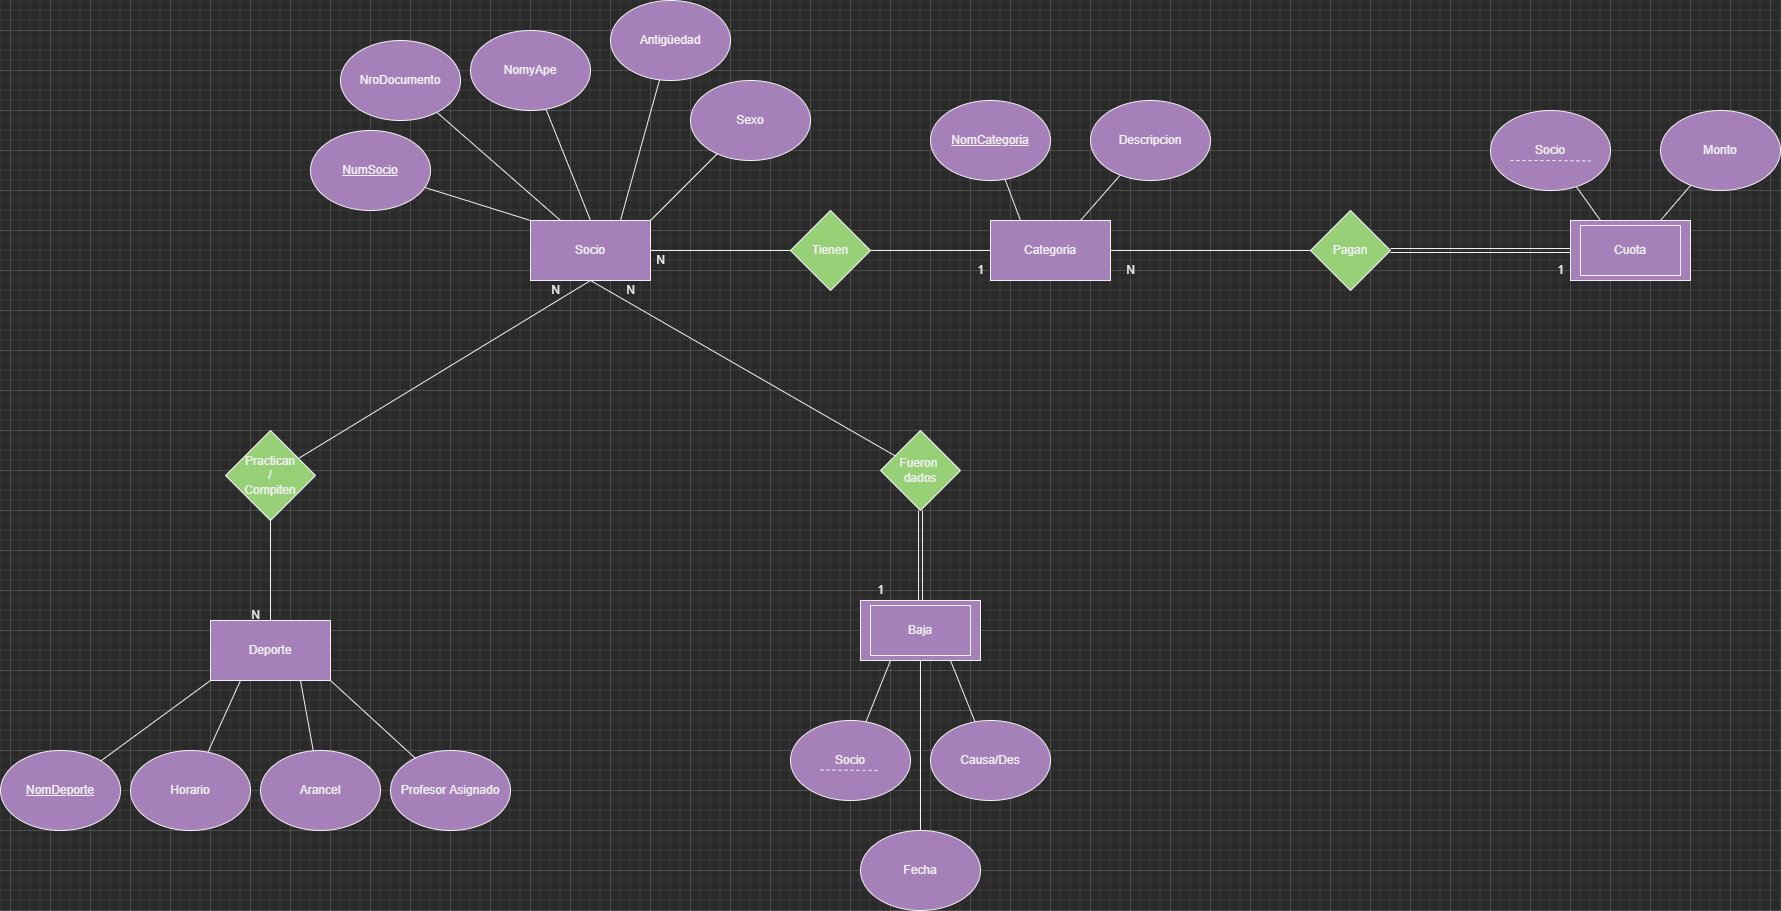 Antigüedad
NomyApe
NroDocumento
Sexo
NumSocio
NomCategoria
Descripcion
Socio
Monto
Socio
N
Tienen
1
Categoria
N
Pagan
1
Cuota
N
N
Practican
/
Compiten
Fueron
dados
N
1
Deporte
Baja
NomDeporte
Horario
Arancel
Profesor Asignado
Socio
Causa/Des
Fecha